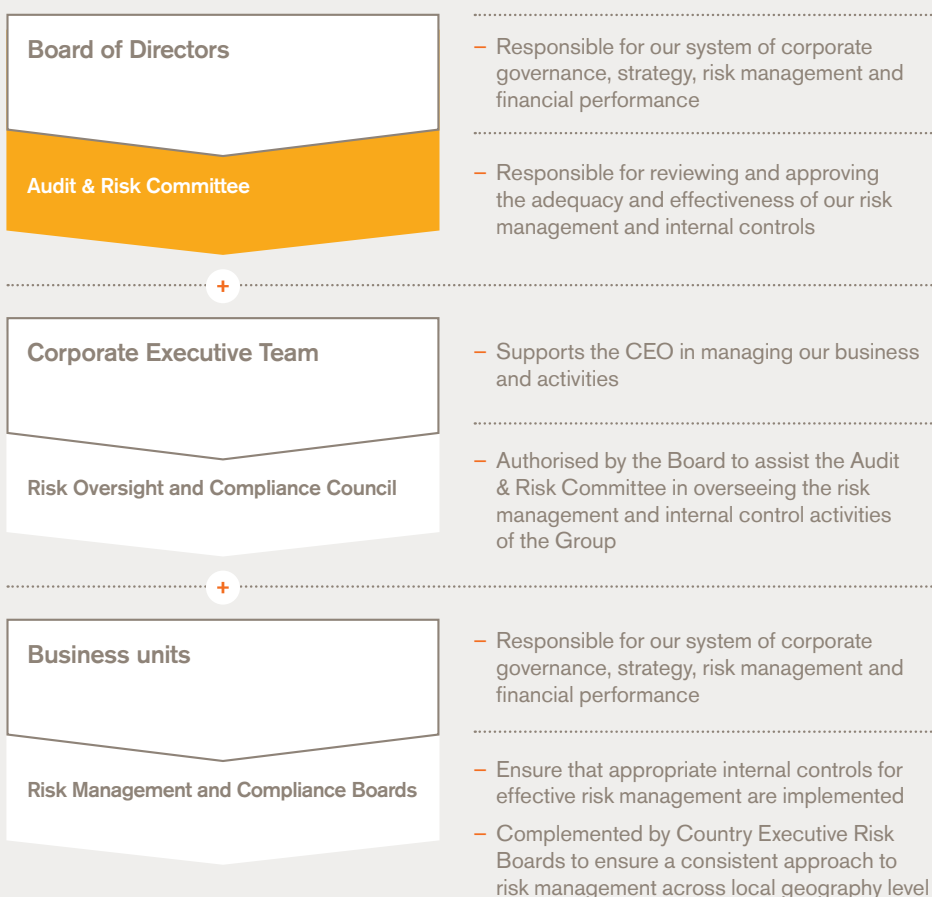 Board of Directors
– Responsible for our system of corporate
governance, strategy, risk management and
financial performance
Audit & Risk Committee
– Responsible for reviewing and approving
the adequacy and effectiveness of our risk
management and internal controls
+
Corporate Executive Team
– Supports the CEO in managing our business
and activities
Risk Oversight and Compliance Council
– Authorised by the Board to assist the Audit
& Risk Committee in overseeing the risk
management and internal control activities
of the Group
+
Business units
– Responsible for our system of corporate
governance, strategy, risk management and
financial performance
Risk Management and Compliance Boards
– Ensure that appropriate internal controls for
effective risk management are implemented
– Complemented by Country Executive Risk
Boards to ensure a consistent approach to
risk management across local geography level